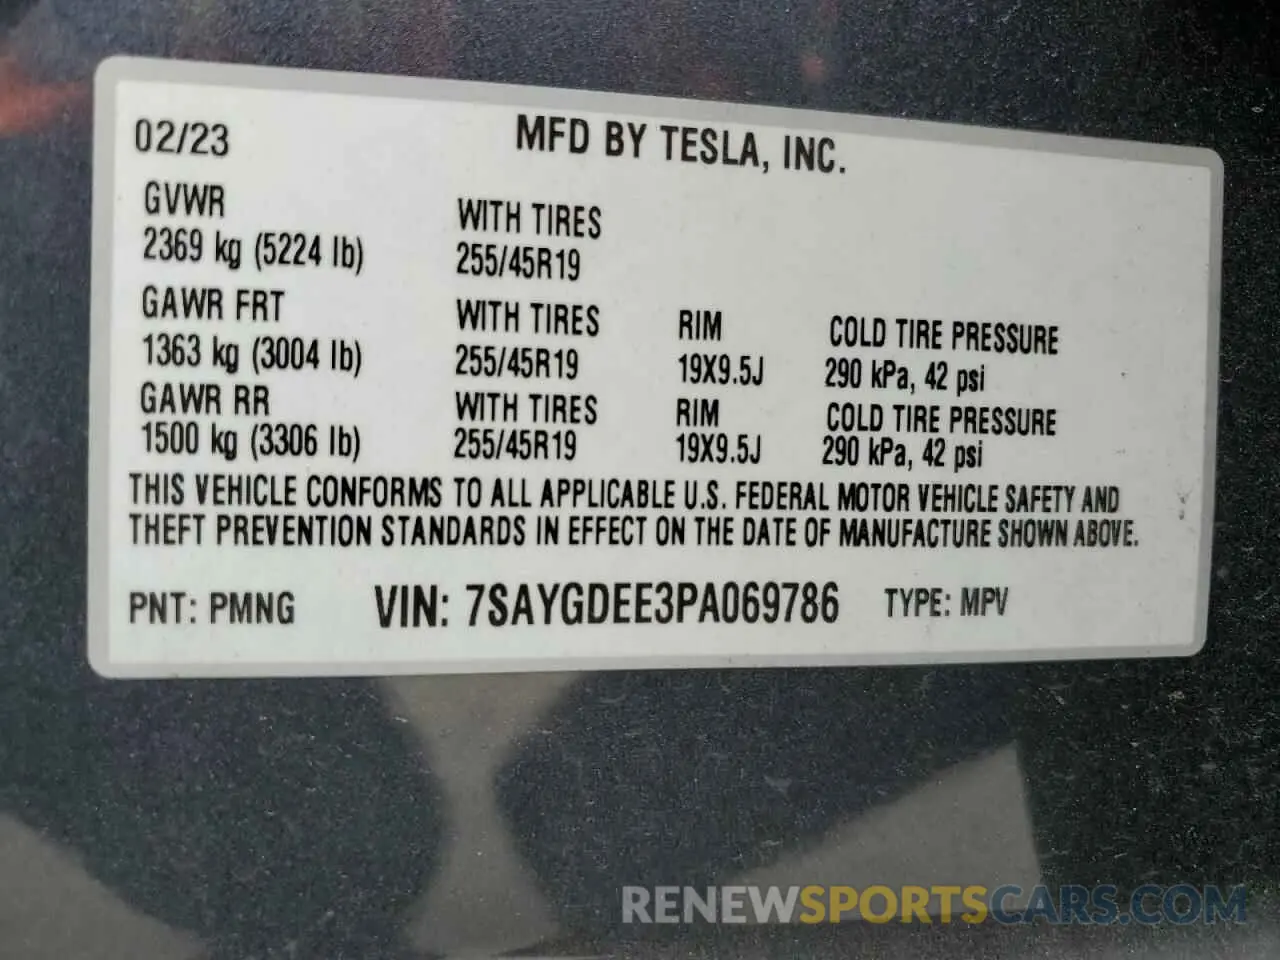 02/23 MFD BY TESLA, INC.
GVWR WITH TIRES
2369 kg (5224 lb) 255/45R19
GAWR FRT WITH TIRES RIM COLD TIRE PRESSURE
1363 kg (3004 lb) 255/45R19 19X9.5J 290 kPa, 42 psi
GAWR RR WITH TIRES RIM COLD TIRE PRESSURE
1500 kg (3306 lb) 255/45R19 19X9.5J 290 kPa, 42 psi
THIS VEHICLE CONFORMS TO ALL APPLICABLE U.S. FEDERAL MOTOR VEHICLE SAFETY AND
THEFT PREVENTION STANDARDS IN EFFECT ON THE DATE OF MANUFACTURE SHOWN ABOVE.
PNT: PMNG VIN: 7SAYGDEE3PA069786 TYPE: MPV
RENEWSPORTSCARS.COM